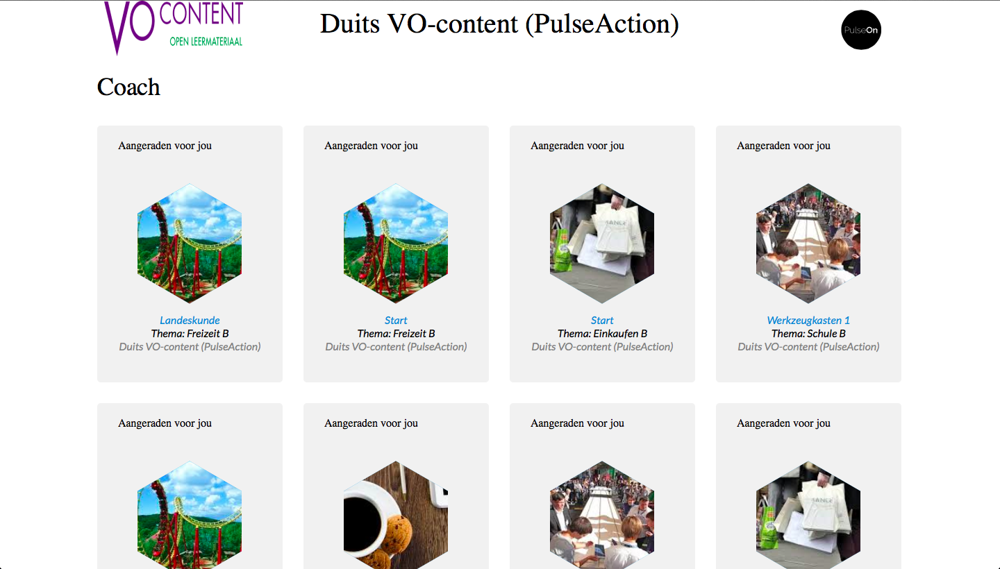 VO CONTENT
OPEN LEERMATERIAAL
Duits VO-content (PulseAction)
PulseOn
Coach
Aangeraden voor jou
Landeskunde
Thema: Freizeit B
Duits VO-content (PulseAction)
Aangeraden voor jou
Start
Thema: Freizeit B
Duits VO-content (PulseAction)
Aangeraden voor jou
Start
Thema: Einkaufen B
Duits VO-content (PulseAction)
Aangeraden voor jou
Werkzeugkasten 1
Thema: Schule B
Duits VO-content (PulseAction)
Aangeraden voor jou
Aangeraden voor jou
Aangeraden voor jou
Aangeraden voor jou